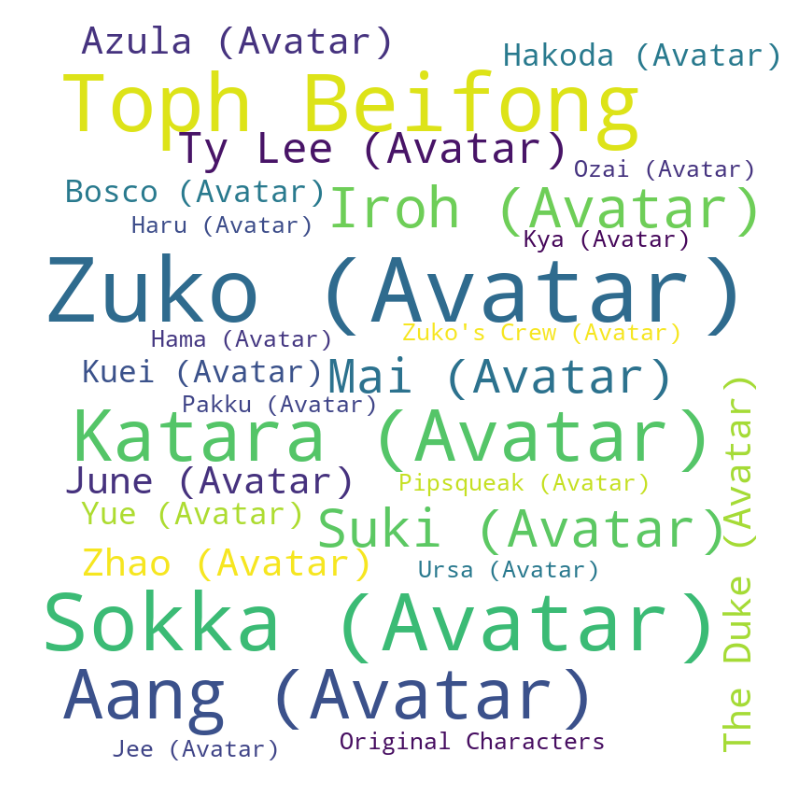 Azula (Avatar)
Hakoda (Avatar)
Toph Beifong
Ty Lee (Avatar)
Ozai (Avatar)
Bosco (Avatar)
Iroh (Avatar)
Haru (Avatar)
Kya (Avatar)
Zuko (Avatar)
Hama (Avatar)
Zuko's Crew (Avatar)
Kuei (Avatar)
Mai (Avatar)
Pakku (Avatar)
Katara (Avatar)
June (Avatar)
Pipsqueak (Avatar)
Yue (Avatar)
Suki (Avatar)
Zhao (Avatar)
Ursa (Avatar)
The Duke (Avatar)
Sokka (Avatar)
Aang (Avatar)
Jee (Avatar)
Original Characters